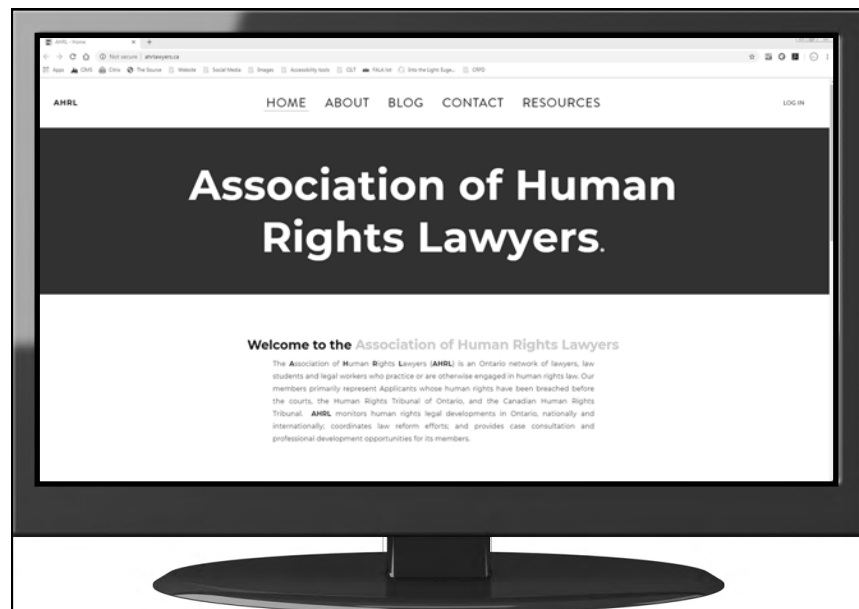 AHRL - Home
Not secure | ahrlawyers.ca
Apps CIMS Citrix The Source Website Social Media Images Accessibility tools CLT FALA list Into the Light: Euge... CRPD
AHRL HOME ABOUT BLOG CONTACT RESOURCES LOG IN
Association of Human
Rights Lawyers.
Welcome to the Association of Human Rights Lawyers
The Association of Human Rights Lawyers (AHRL) is an Ontario network of lawyers, law
students and legal workers who practice or are otherwise engaged in human rights law. Our
members primarily represent Applicants whose human rights have been breached before
the courts, the Human Rights Tribunal of Ontario, and the Canadian Human Rights
Tribunal. AHRL monitors human rights legal developments in Ontario, nationally and
internationally; coordinates law reform efforts; and provides case consultation and
professional development opportunities for its members.